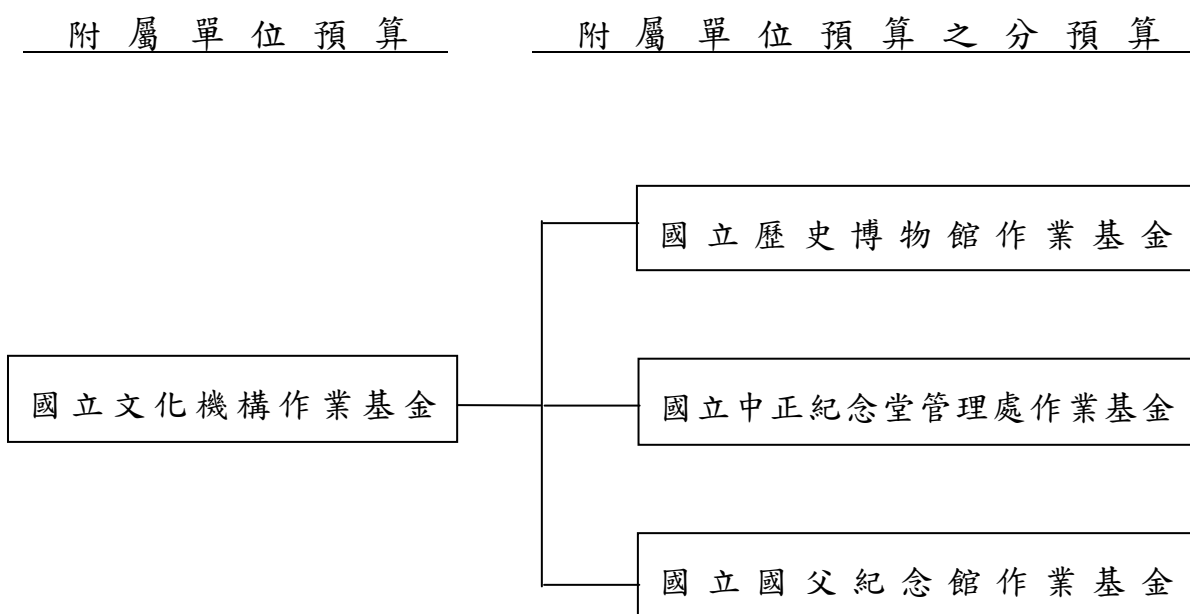 附屬單位預算
附屬單位預算之分預算
國立歷史博物館作業基金
國立文化機構作業基金
國立中正紀念堂管理處作業基金
國立國父紀念館作業基金